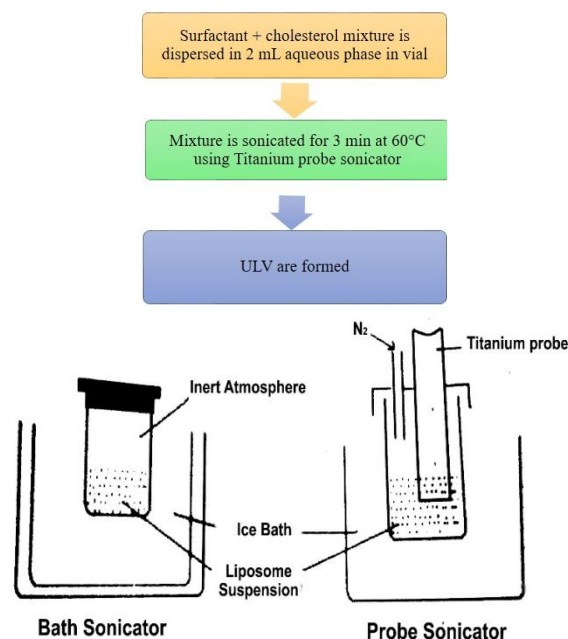 Surfactant + cholesterol mixture is
dispersed in 2 mL aqueous phase in vial
Mixture is sonicated for 3 min at 60°C
using Titanium probe sonicator
ULV are formed
N₂
Titanium probe
Inert Atmosphere
Ice Bath
Liposome
Suspension
Bath Sonicator
Probe Sonicator